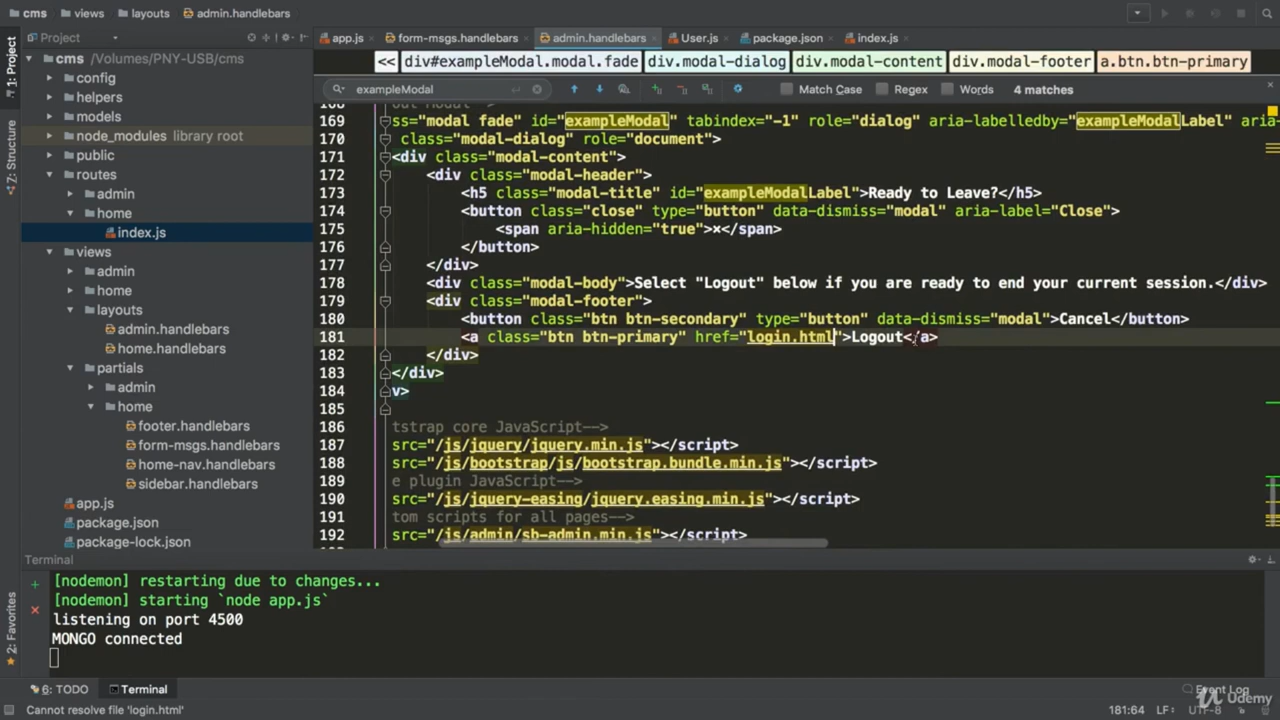 cms views layouts admin.handlebars
Project
app.js form-msgs.handlebars admin.handlebars User.js package.json index.js
<< div#exampleModal.modal.fade div.modal-dialog div.modal-content div.modal-footer a.btn.btn-primary
exampleModal Match Case Regex Words 4 matches
1: Project
7: Structure
2: Favorites
cms /Volumes/PNY-USB/cms
config
helpers
models
node_modules library root
public
routes
admin
home
index.js
views
admin
home
layouts
admin.handlebars
home.handlebars
partials
admin
home
footer.handlebars
form-msgs.handlebars
home-nav.handlebars
sidebar.handlebars
app.js
package.json
package-lock.json
168 out Modal-->
169 ss="modal fade" id="exampleModal" tabindex="-1" role="dialog" aria-labelledby="exampleModalLabel" aria-
170 class="modal-dialog" role="document">
171 <div class="modal-content">
172 <div class="modal-header">
173 <h5 class="modal-title" id="exampleModalLabel">Ready to Leave?</h5>
174 <button class="close" type="button" data-dismiss="modal" aria-label="Close">
175 <span aria-hidden="true">×</span>
176 </button>
177 </div>
178 <div class="modal-body">Select "Logout" below if you are ready to end your current session.</div>
179 <div class="modal-footer">
180 <button class="btn btn-secondary" type="button" data-dismiss="modal">Cancel</button>
181 <a class="btn btn-primary" href="login.html">Logout</a>
182 </div>
183 </div>
184 v>
185
186 tstrap core JavaScript-->
187 src="/js/jquery/jquery.min.js"></script>
188 src="/js/bootstrap/js/bootstrap.bundle.min.js"></script>
189 e plugin JavaScript-->
190 src="/js/jquery-easing/jquery.easing.min.js"></script>
191 tom scripts for all pages-->
192 src="/js/admin/sb-admin.min.js"></script>
Terminal
[nodemon] restarting due to changes...
[nodemon] starting `node app.js`
listening on port 4500
MONGO connected
6: TODO Terminal Event Log
Cannot resolve file 'login.html' 181:64 LF÷ UTF-8
Udemy